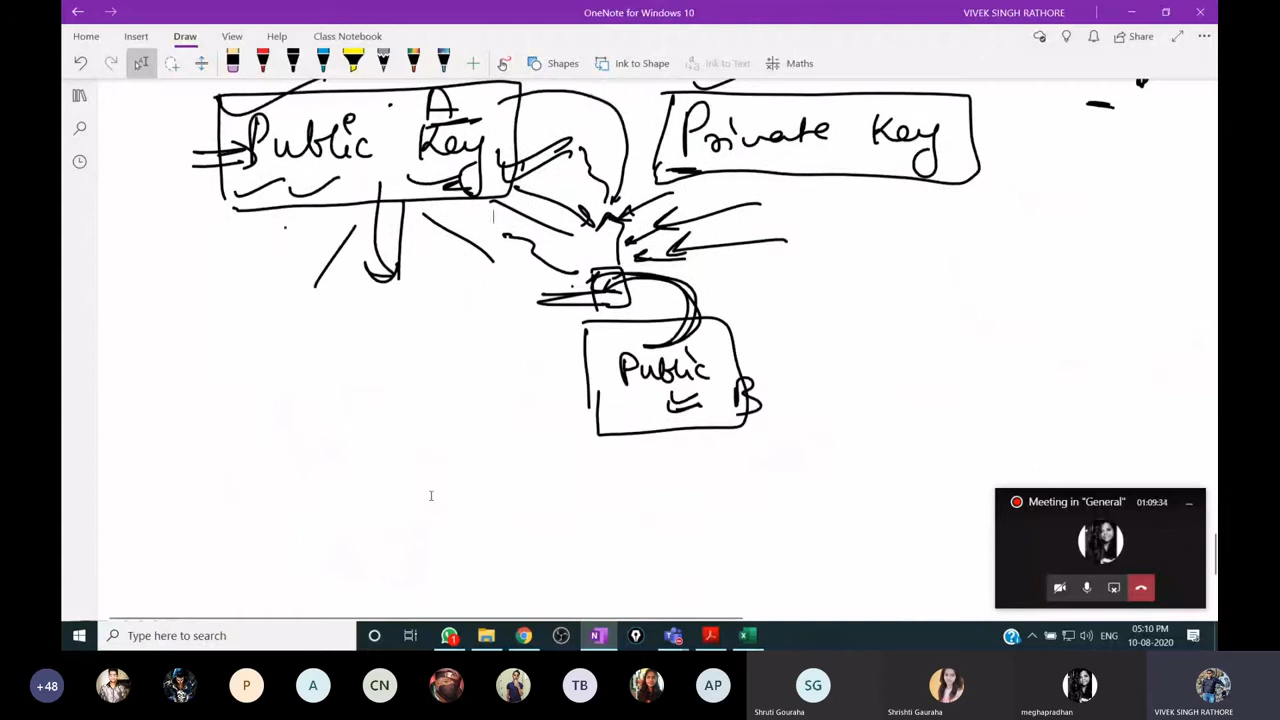 OneNote for Windows 10
VIVEK SINGH RATHORE
Home Insert Draw View Help Class Notebook
Share
Shapes Ink to Shape Ink to Text Maths
A
Public Key
Private Key
Public
B
Meeting in "General" 01:09:34
Type here to search
1
ENG
05:10 PM
10-08-2020
+48 P A CN TB AP SG
Shruti Gouraha Shrishti Gauraha meghapradhan VIVEK SINGH RATHORE